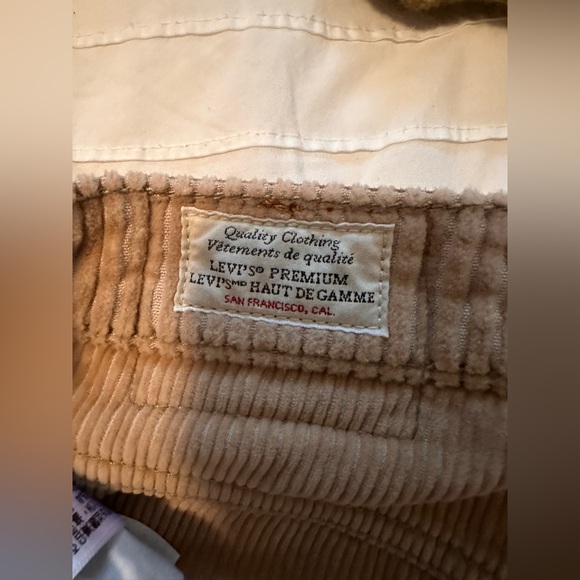 Quality Clothing
Vêtements de qualité
LEVI'S® PREMIUM
LEVI'Sᴹᴰ HAUT DE GAMME
SAN FRANCISCO, CAL.